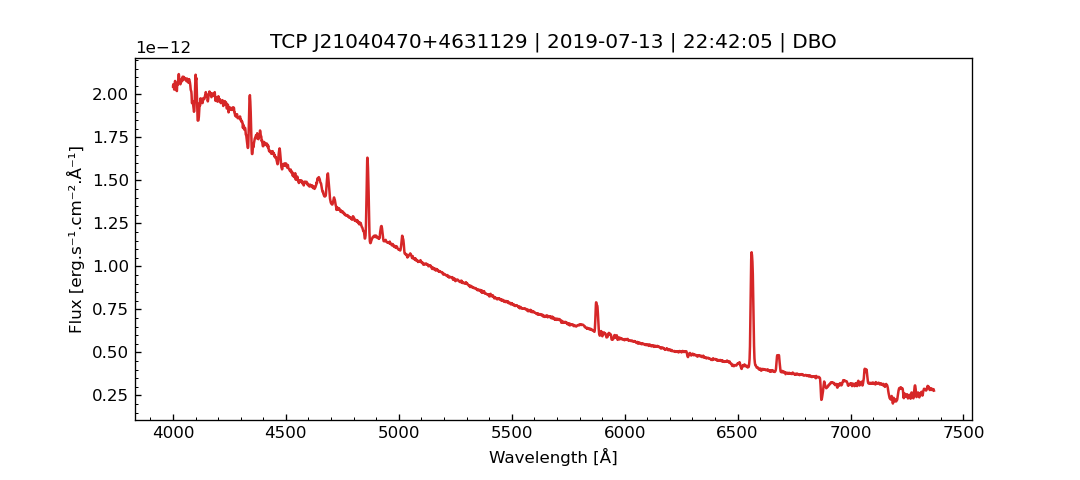 TCP J21040470+4631129 | 2019-07-13 | 22:42:05 | DBO
1e−12
2.00
1.75
1.50
1.25
1.00
0.75
0.50
0.25
Flux [erg.s⁻¹.cm⁻².Å⁻¹]
4000 4500 5000 5500 6000 6500 7000 7500
Wavelength [Å]